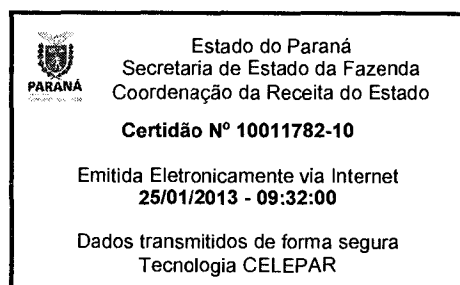 Estado do Paraná
Secretaria de Estado da Fazenda
PARANÁ
Coordenação da Receita do Estado
Certidão Nº 10011782-10
Emitida Eletronicamente via Internet
25/01/2013 - 09:32:00
Dados transmitidos de forma segura
Tecnologia CELEPAR